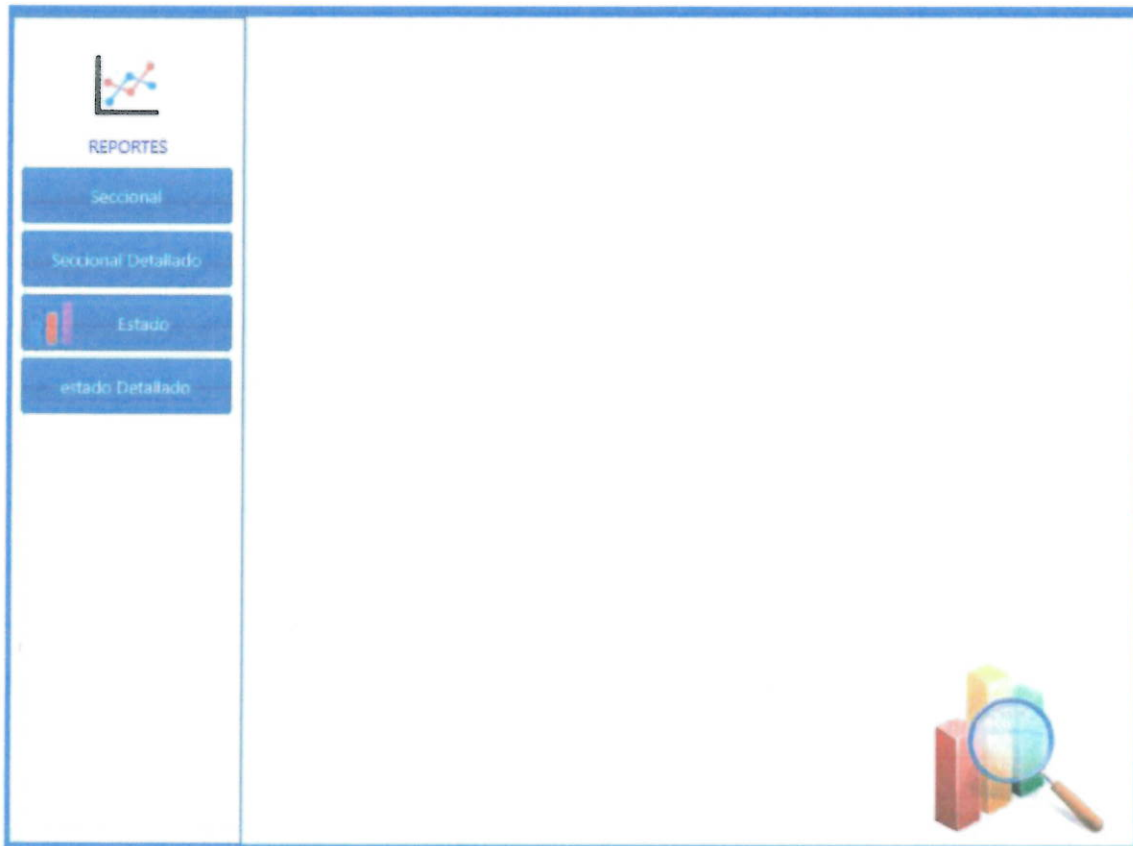 REPORTES
Seccional
Seccional Detallado
Estado
estado Detallado